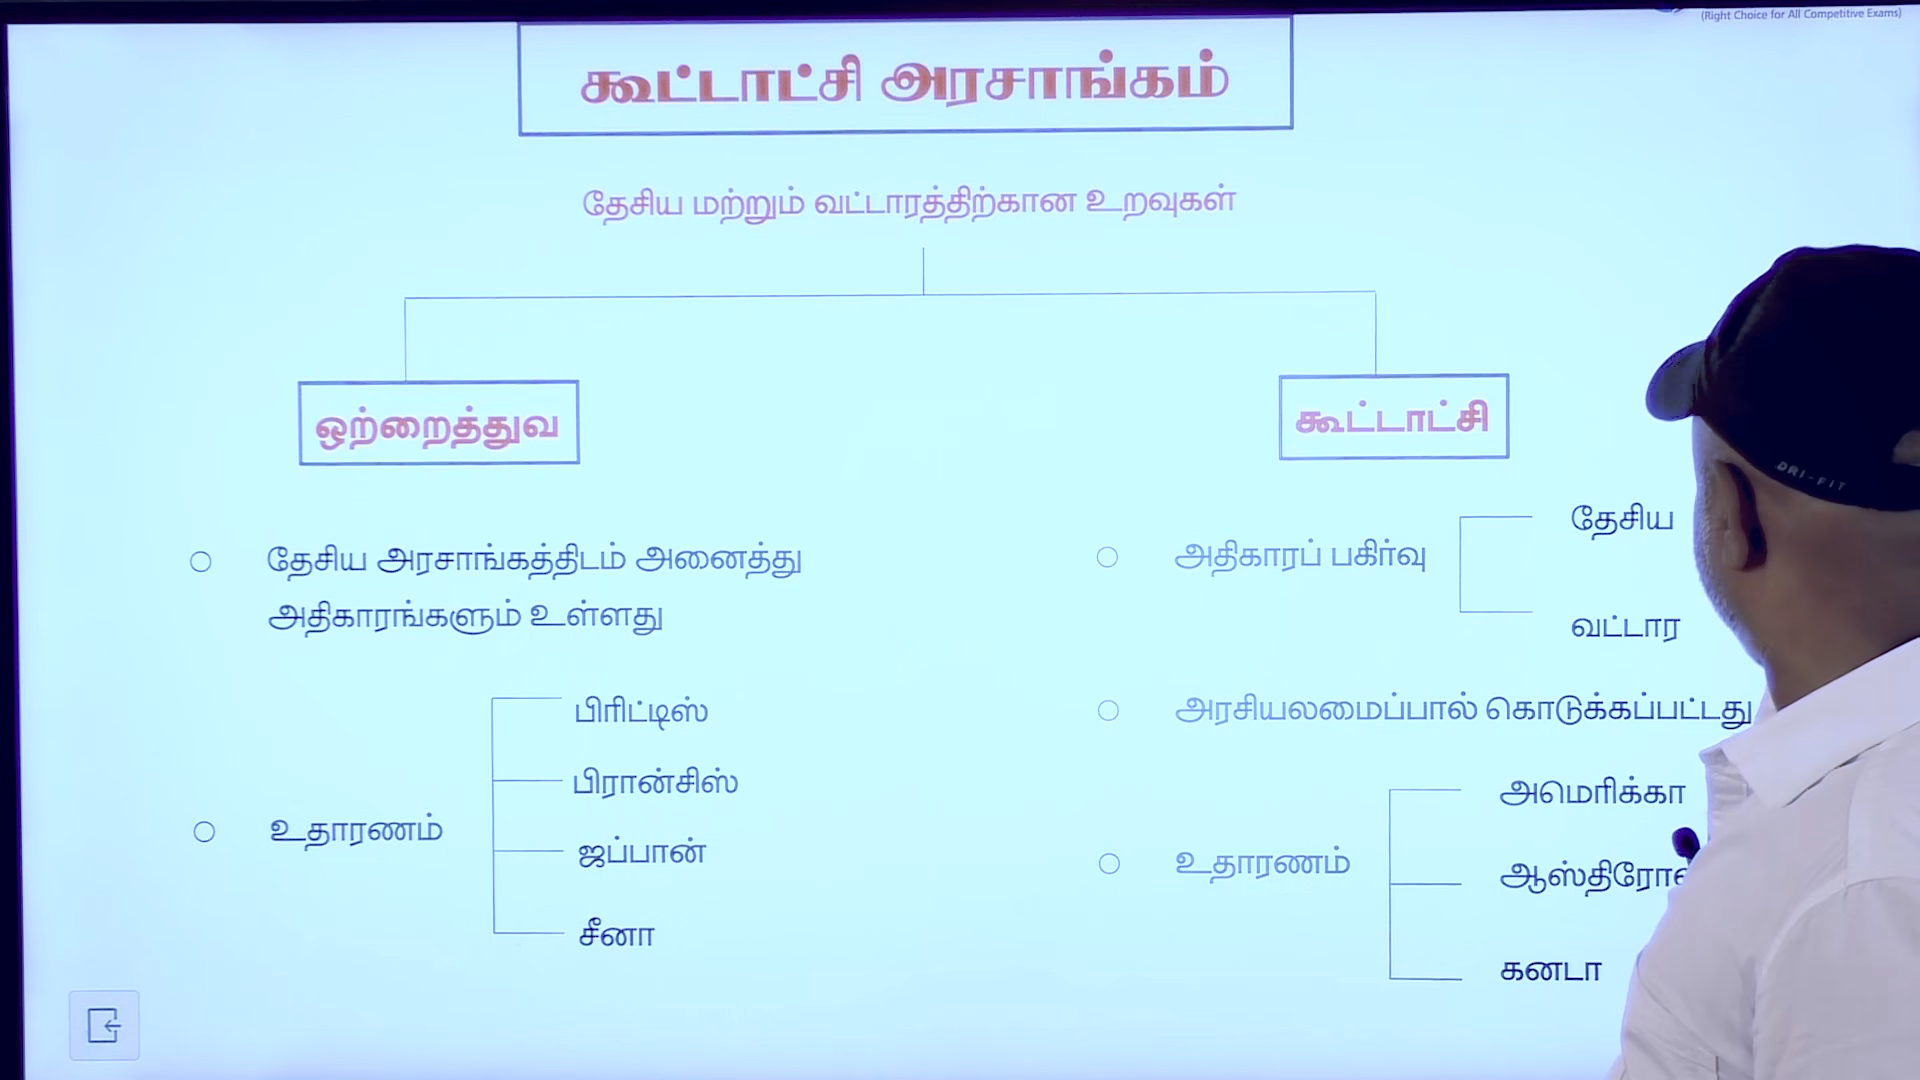 (Right Choice for All Competitive Exams)
கூட்டாட்சி அரசாங்கம்
தேசிய மற்றும் வட்டாரத்திற்கான உறவுகள்
ஒற்றைத்துவ
தேசிய அரசாங்கத்திடம் அனைத்து
அதிகாரங்களும் உள்ளது
உதாரணம்
பிரிட்டிஸ்
பிரான்சிஸ்
ஜப்பான்
சீனா
கூட்டாட்சி
அதிகாரப் பகிர்வு
தேசிய
வட்டார
அரசியலமைப்பால் கொடுக்கப்பட்டது
உதாரணம்
அமெரிக்கா
கனடா
DRI-FIT